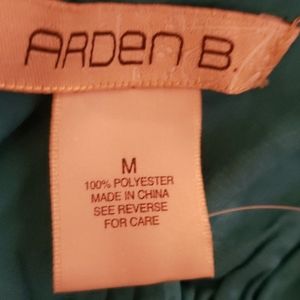 ARDEN B.
M
100% POLYESTER
MADE IN CHINA
SEE REVERSE
FOR CARE